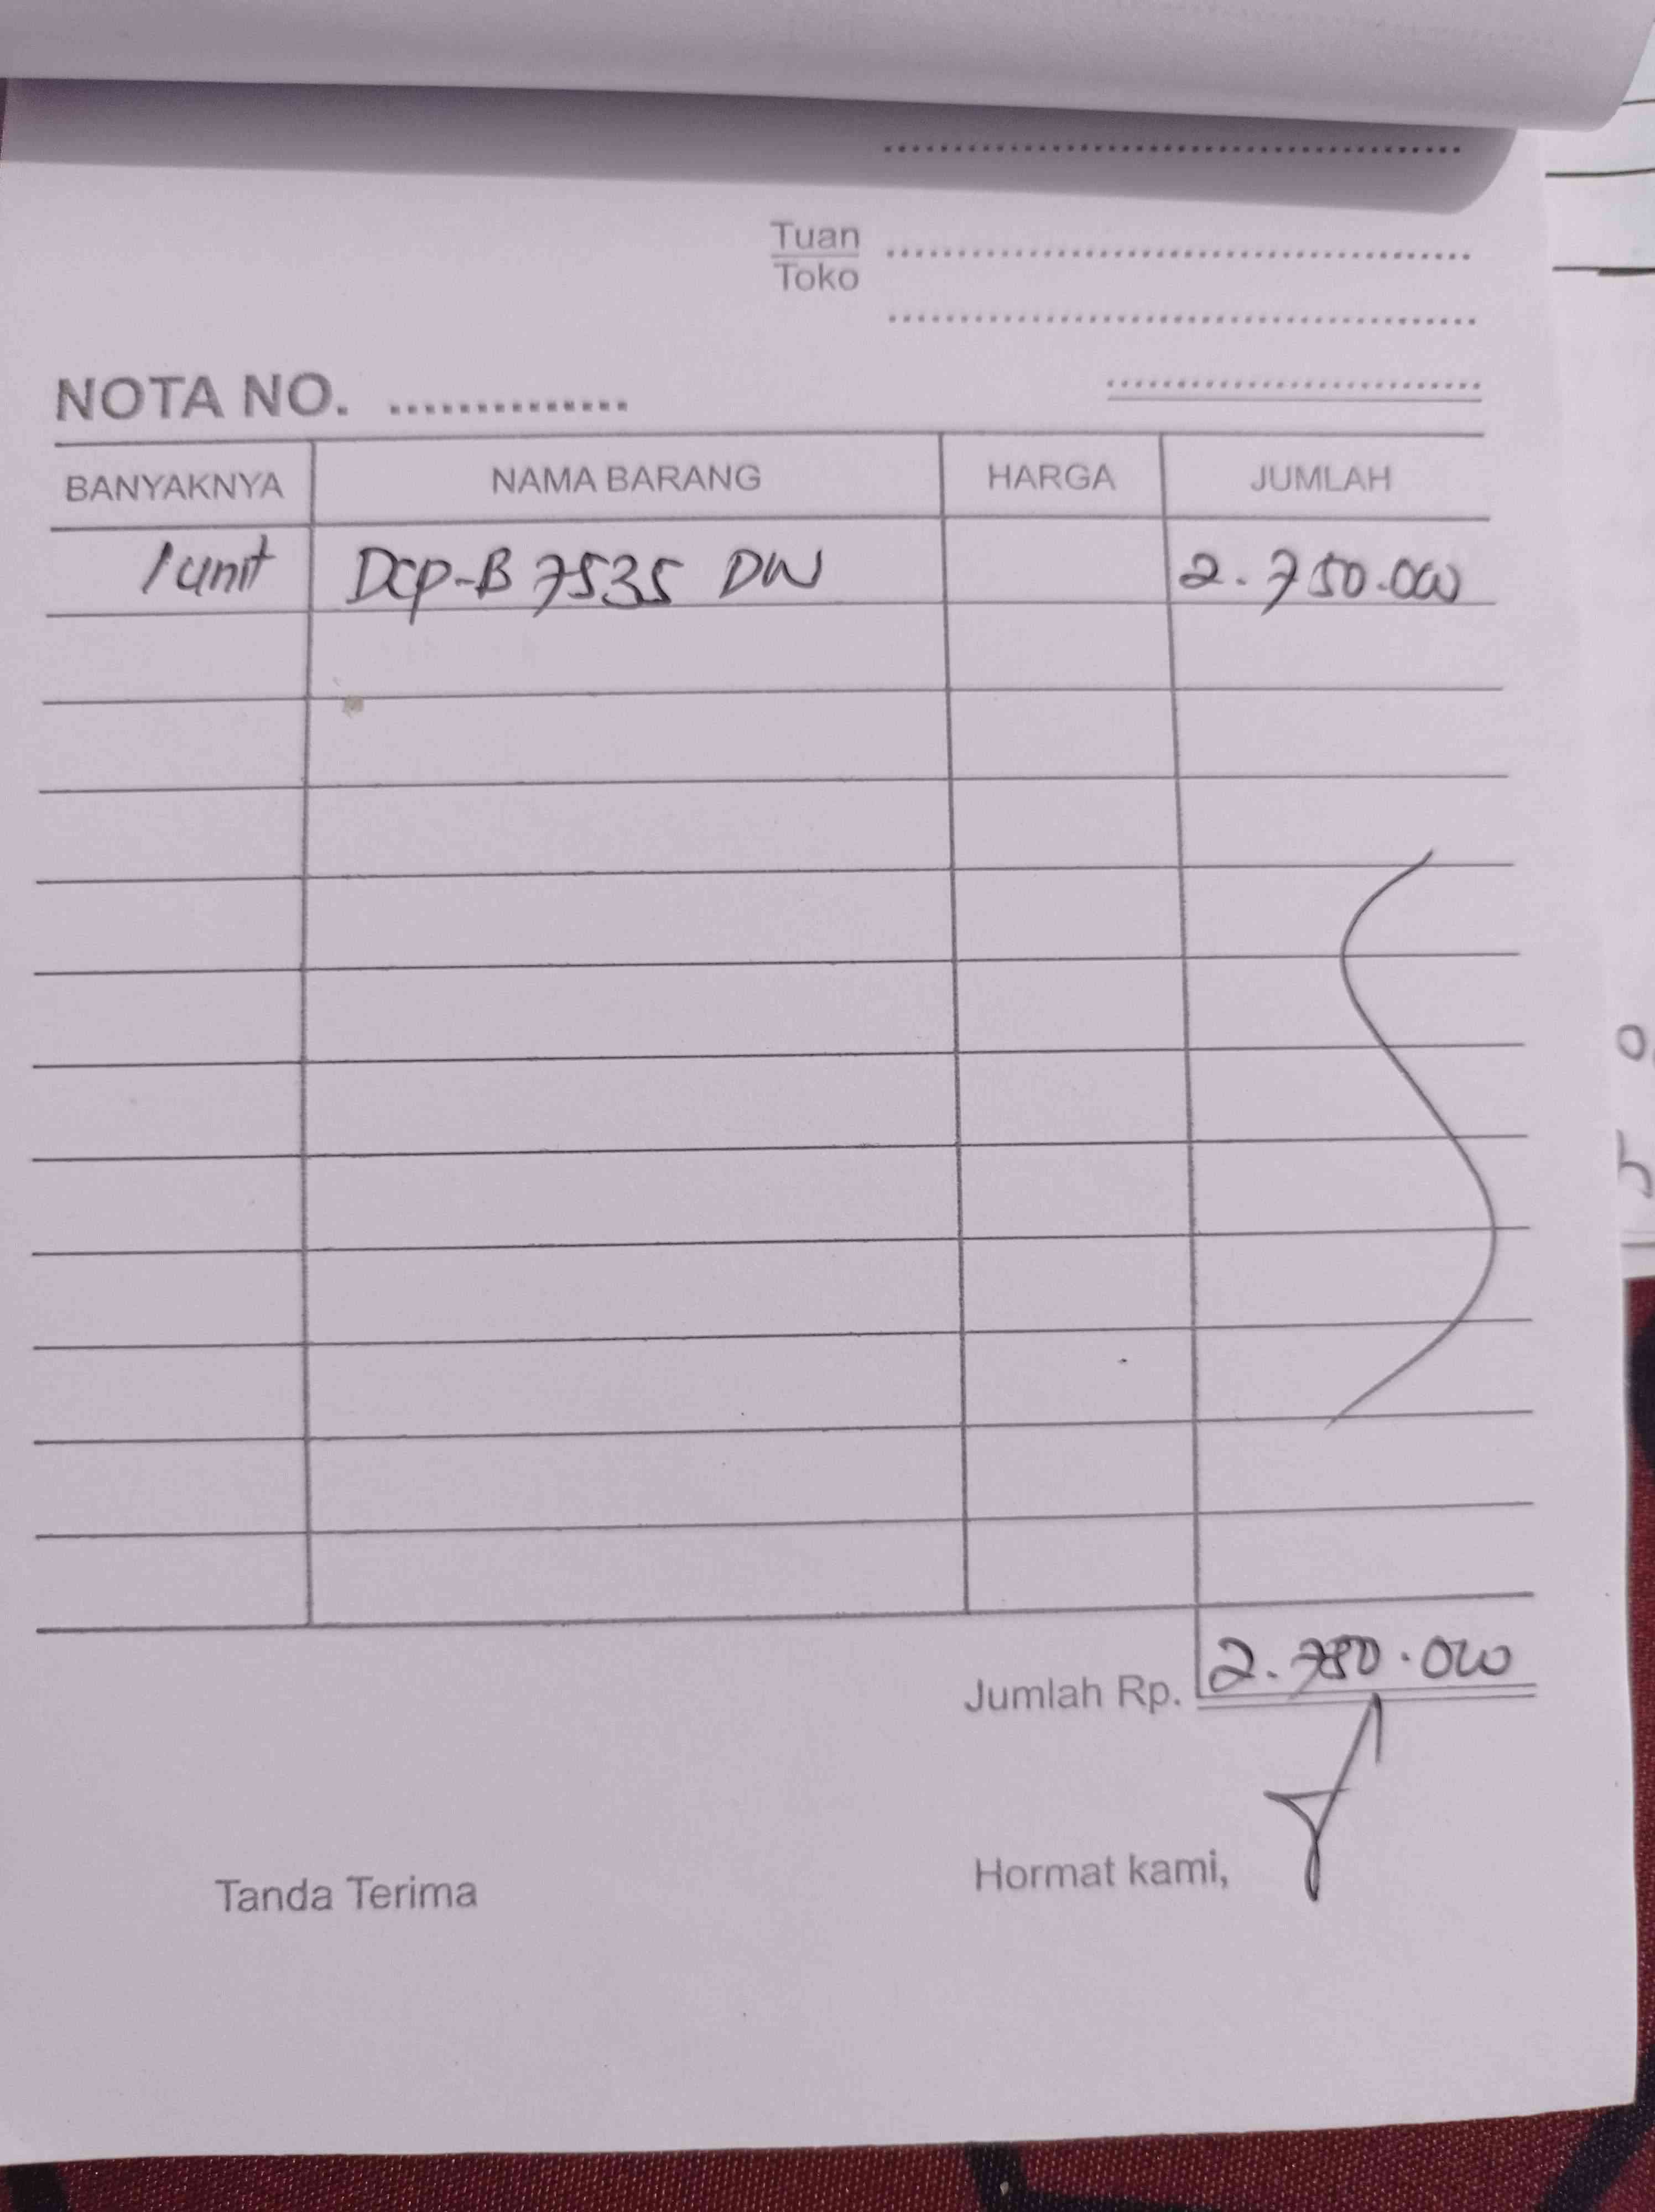 Tuan
Toko
NOTA NO. ..............
BANYAKNYA NAMA BARANG HARGA JUMLAH
1 unit Dcp-B 7535 DW 2.750.000
Jumlah Rp. 2.750.000
Tanda Terima Hormat kami,